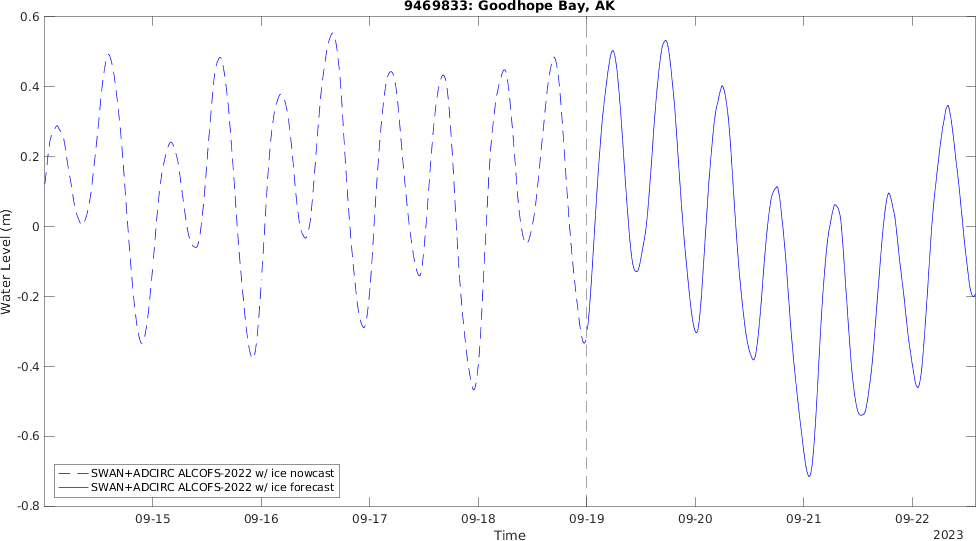 9469833: Goodhope Bay, AK
Water Level (m)
0.6
0.4
0.2
0
-0.2
-0.4
-0.6
-0.8
SWAN+ADCIRC ALCOFS-2022 w/ ice nowcast
SWAN+ADCIRC ALCOFS-2022 w/ ice forecast
09-15 09-16 09-17 09-18 09-19 09-20 09-21 09-22
Time
2023